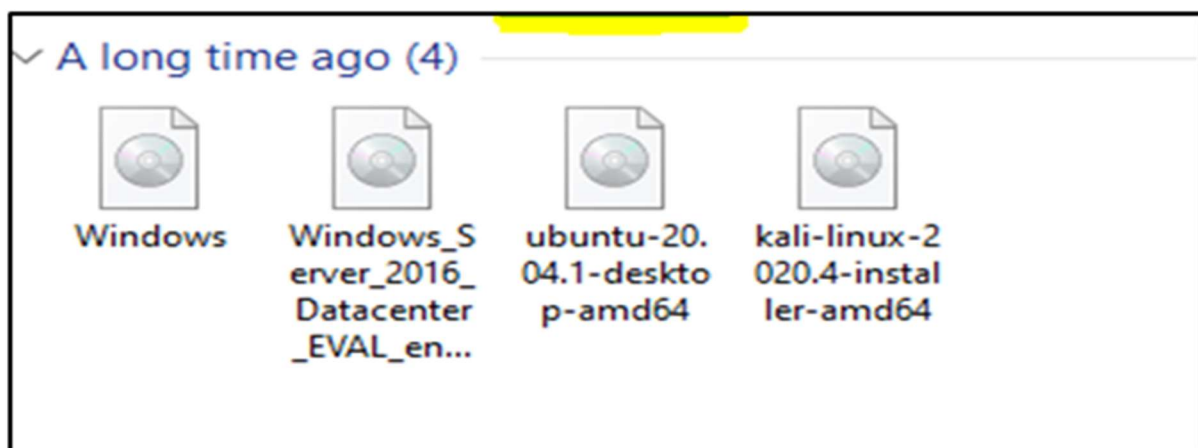 A long time ago (4)
Windows
Windows_S
erver_2016_
Datacenter
_EVAL_en...
ubuntu-20.
04.1-deskto
p-amd64
kali-linux-2
020.4-instal
ler-amd64